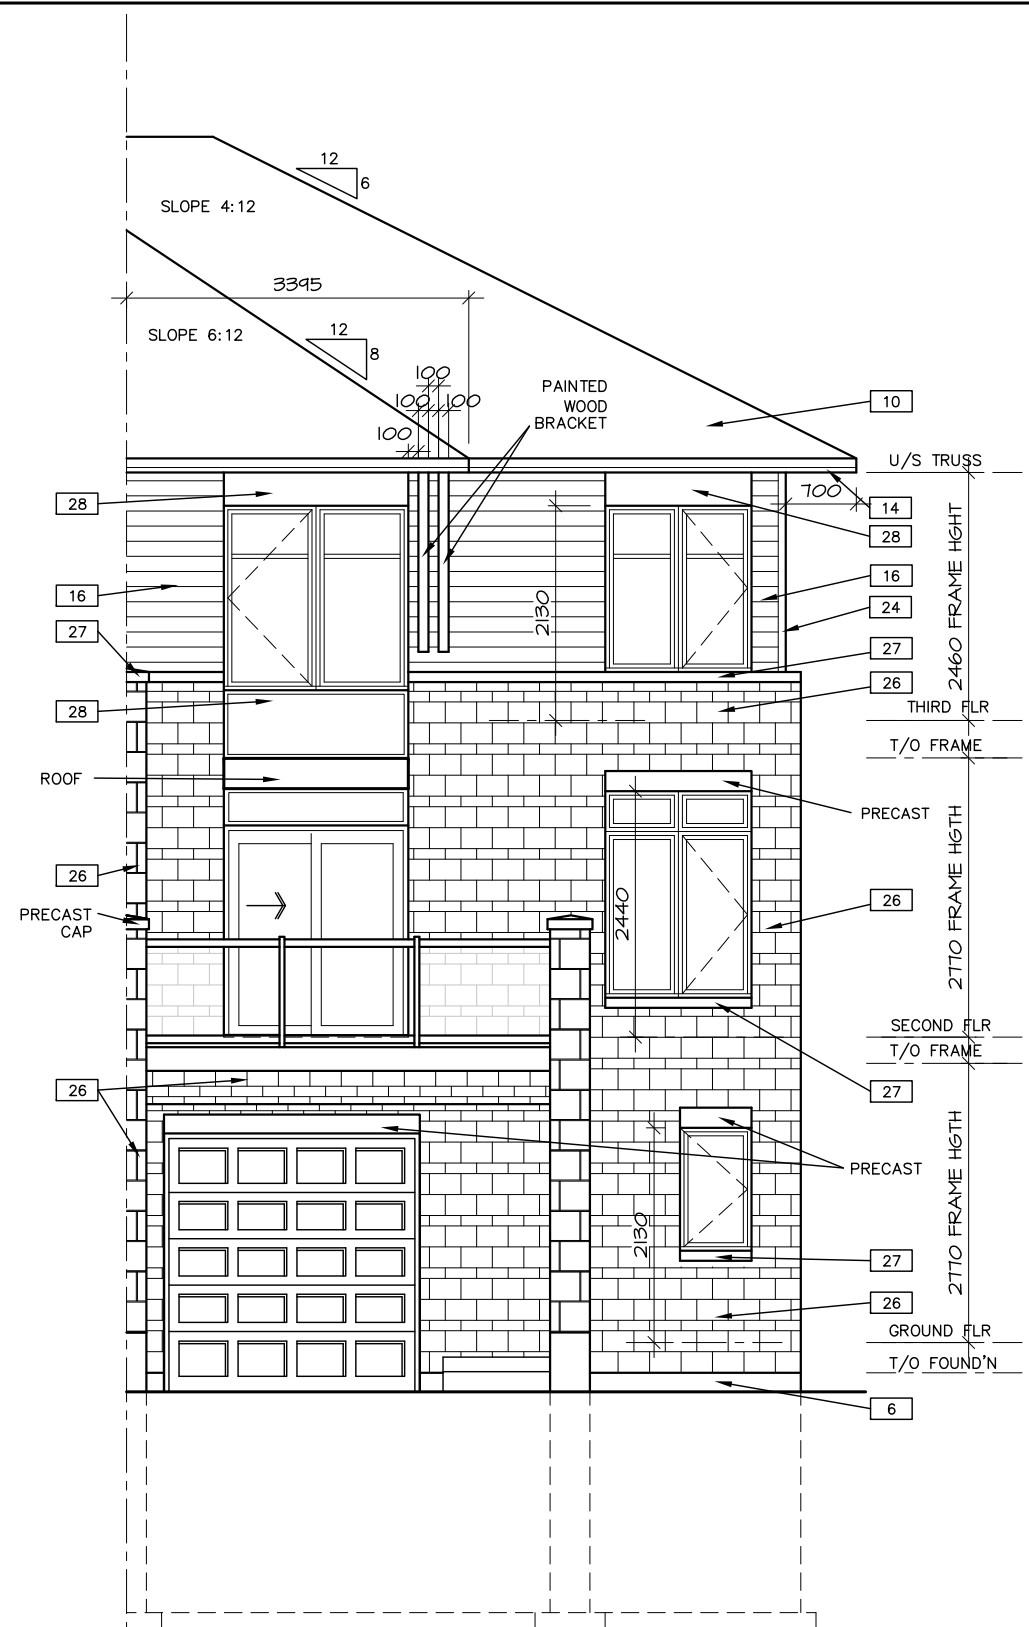 12
6
SLOPE 4:12
3395
12
8
SLOPE 6:12
100
100
100
100
PAINTED
WOOD
BRACKET
10
U/S TRUSS
700
14
28
28
2460 FRAME HGHT
16
16
24
2130
27
27
26
28
THIRD FLR
T/O FRAME
ROOF
PRECAST
2770 FRAME HGTH
26
26
2440
PRECAST
CAP
SECOND FLR
T/O FRAME
26
27
PRECAST
2770 FRAME HGTH
2130
27
26
GROUND FLR
T/O FOUND'N
6